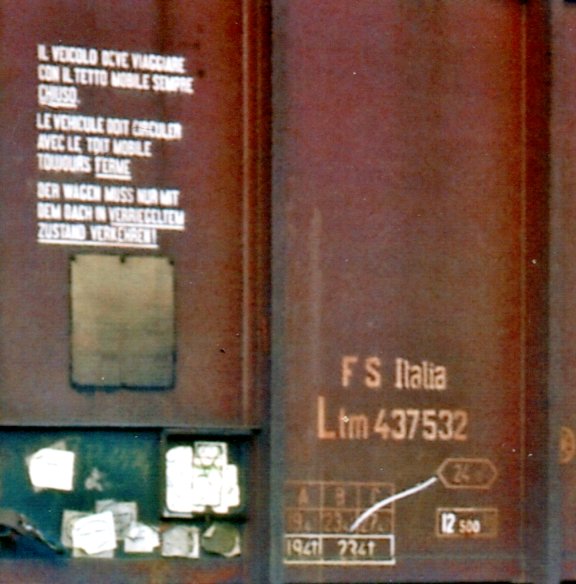 IL VEICOLO DEVE VIAGGIARE
CON IL TETTO MOBILE SEMPRE
CHIUSO.
LE VEHICULE DOIT CIRCULER
AVEC LE TOIT MOBILE
TOUJOURS FERME
DER WAGEN MUSS NUR MIT
DEM DACH IN VERRIEGELTEM
ZUSTAND VERKEHREN!
F S Italia
Ltm 437532
A B C
12 500